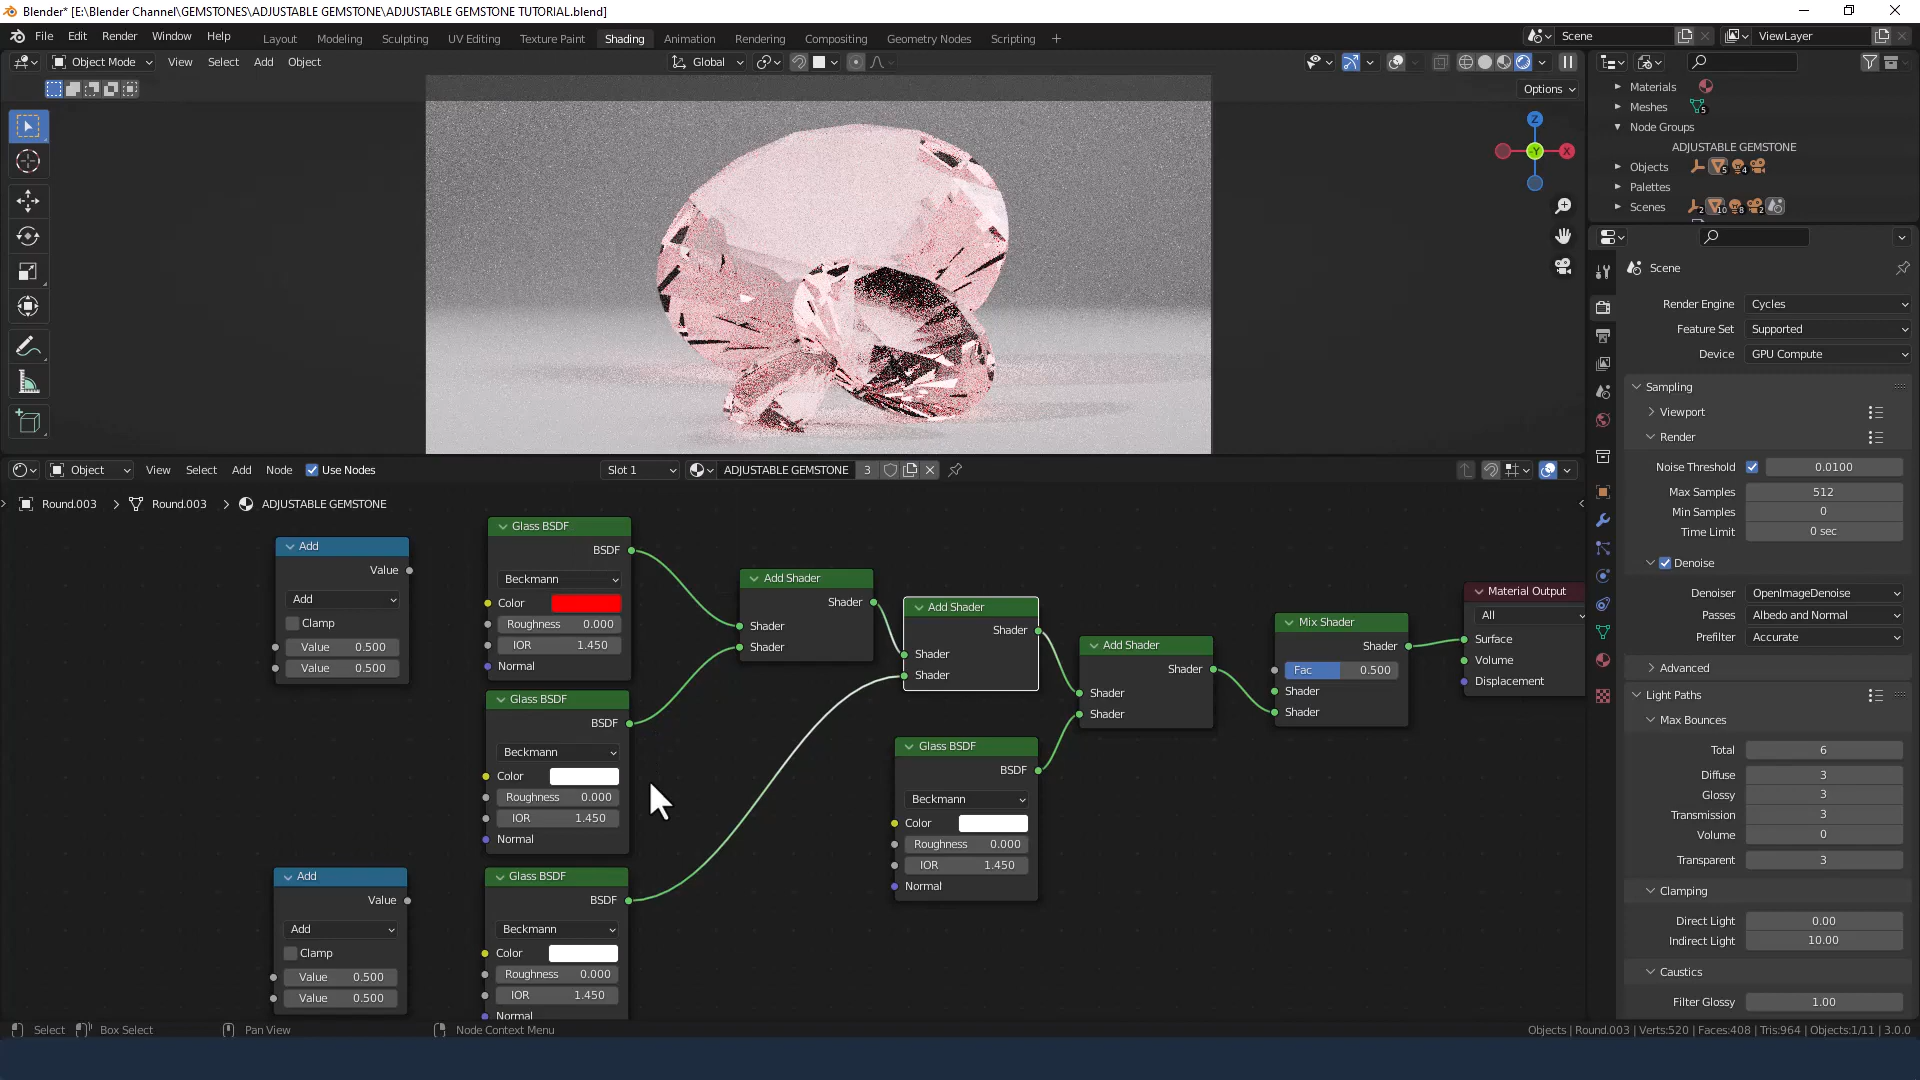 Blender* [E:\Blender Channel\GEMSTONES\ADJUSTABLE GEMSTONE\ADJUSTABLE GEMSTONE TUTORIAL.blend]
File Edit Render Window Help Layout Modeling Sculpting UV Editing Texture Paint Shading Animation Rendering Compositing Geometry Nodes Scripting + Scene ViewLayer
Object Mode View Select Add Object Global
Options
Z
-Y X
Materials
Meshes 5
Node Groups
ADJUSTABLE GEMSTONE
Objects 5 4
Palettes
Scenes 2 10 8 2
Scene
Render Engine Cycles
Feature Set Supported
Device GPU Compute
Sampling
Viewport
Render
Noise Threshold 0.0100
Max Samples 512
Min Samples 0
Time Limit 0 sec
Denoise
Denoiser OpenImageDenoise
Passes Albedo and Normal
Prefilter Accurate
Advanced
Light Paths
Max Bounces
Total 6
Diffuse 3
Glossy 3
Transmission 3
Volume 0
Transparent 3
Clamping
Direct Light 0.00
Indirect Light 10.00
Caustics
Filter Glossy 1.00
Object View Select Add Node Use Nodes Slot 1 ADJUSTABLE GEMSTONE 3
Round.003 > Round.003 > ADJUSTABLE GEMSTONE
Add
Value
Add
Clamp
Value 0.500
Value 0.500
Glass BSDF
BSDF
Beckmann
Color
Roughness 0.000
IOR 1.450
Normal
Glass BSDF
BSDF
Beckmann
Color
Roughness 0.000
IOR 1.450
Normal
Add
Value
Add
Clamp
Value 0.500
Value 0.500
Glass BSDF
BSDF
Beckmann
Color
Roughness 0.000
IOR 1.450
Normal
Add Shader
Shader
Shader
Shader
Add Shader
Shader
Shader
Shader
Glass BSDF
BSDF
Beckmann
Color
Roughness 0.000
IOR 1.450
Normal
Add Shader
Shader
Shader
Shader
Mix Shader
Shader
Fac 0.500
Shader
Shader
Material Output
All
Surface
Volume
Displacement
Select Box Select Pan View Node Context Menu Objects | Round.003 | Verts:520 | Faces:408 | Tris:964 | Objects:1/11 | 3.0.0